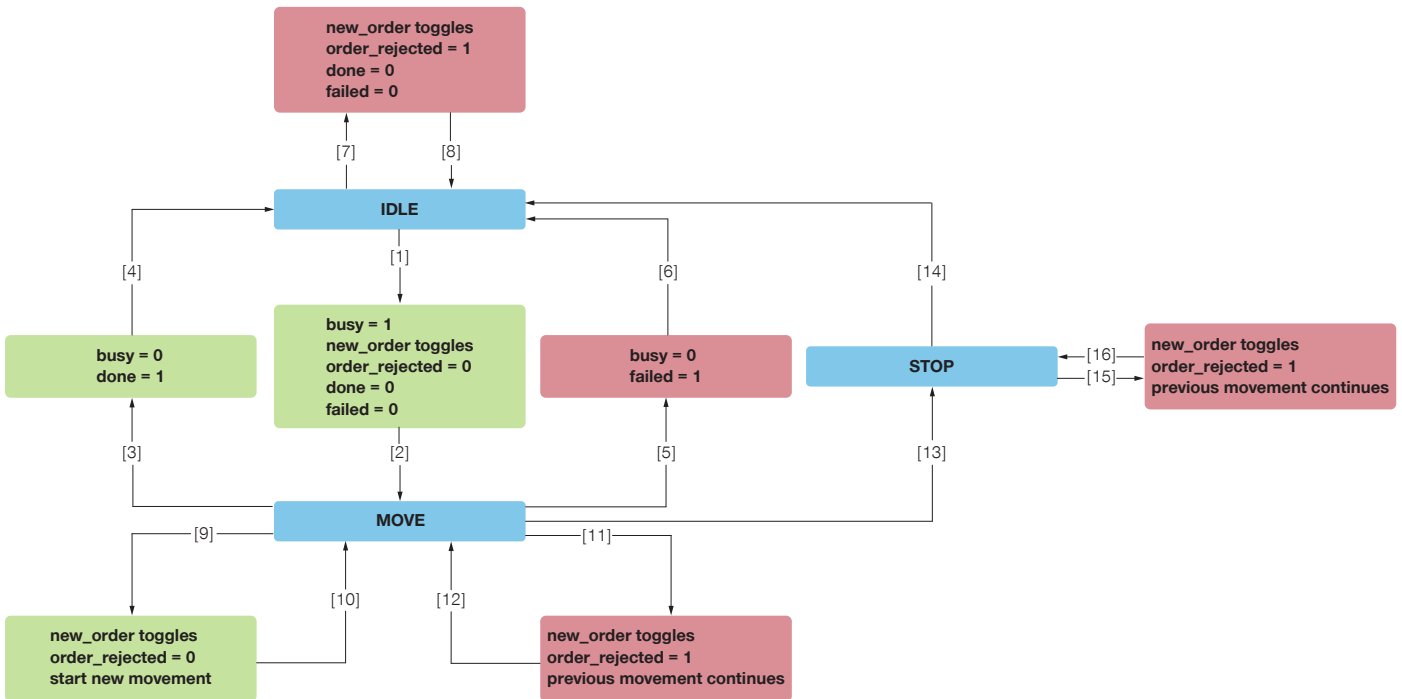 new_order toggles
order_rejected = 1
done = 0
failed = 0
[7]
[8]
IDLE
[1]
[4]
[6]
[14]
busy = 1
new_order toggles
order_rejected = 0
done = 0
failed = 0
busy = 0
done = 1
busy = 0
failed = 1
STOP
[16]
[15]
new_order toggles
order_rejected = 1
previous movement continues
[3]
[2]
[5]
[13]
MOVE
[9]
[11]
[10]
[12]
new_order toggles
order_rejected = 0
start new movement
new_order toggles
order_rejected = 1
previous movement continues